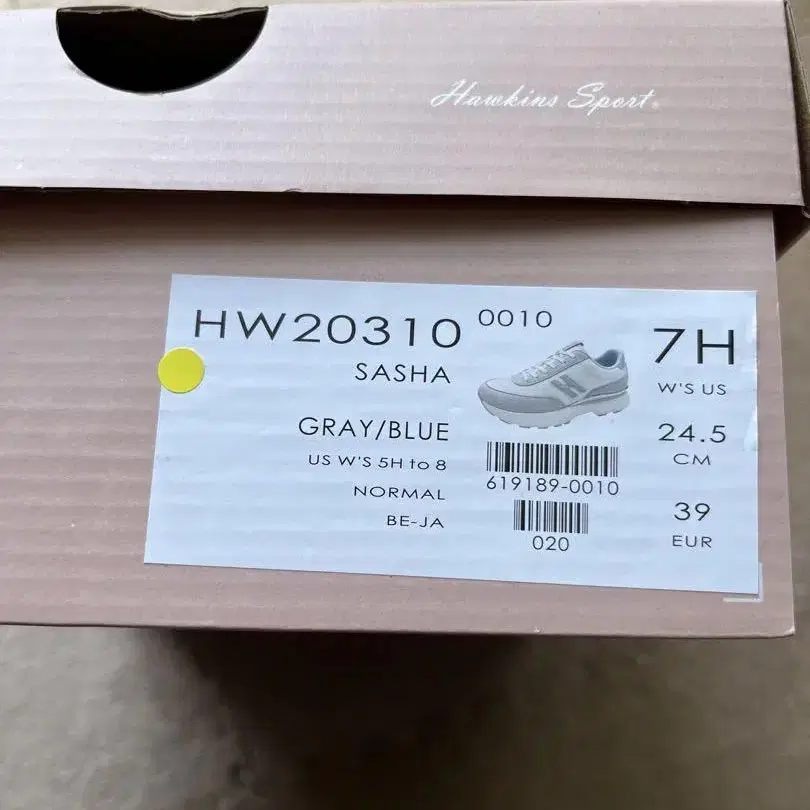 Hawkins Sport
HW20310 0010
SASHA
GRAY/BLUE
US W'S 5H to 8
NORMAL
BE-JA
619189-0010
020
7H
W'S US
24.5
CM
39
EUR